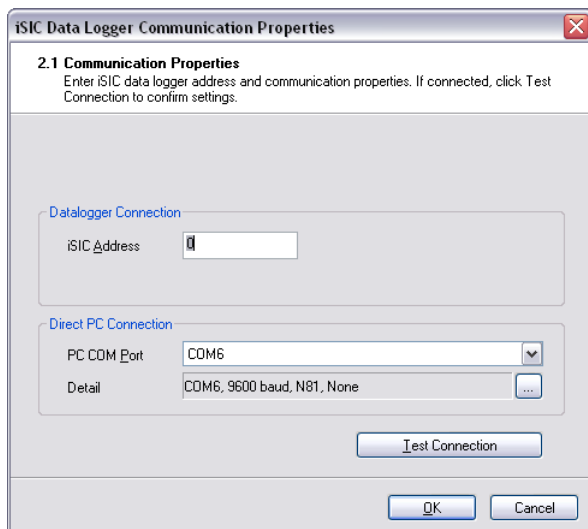 iSIC Data Logger Communication Properties
2.1 Communication Properties
Enter iSIC data logger address and communication properties. If connected, click Test
Connection to confirm settings.
Datalogger Connection
iSIC Address
0
Direct PC Connection
PC COM Port
COM6
Detail
COM6, 9600 baud, N81, None
...
Test Connection
OK
Cancel